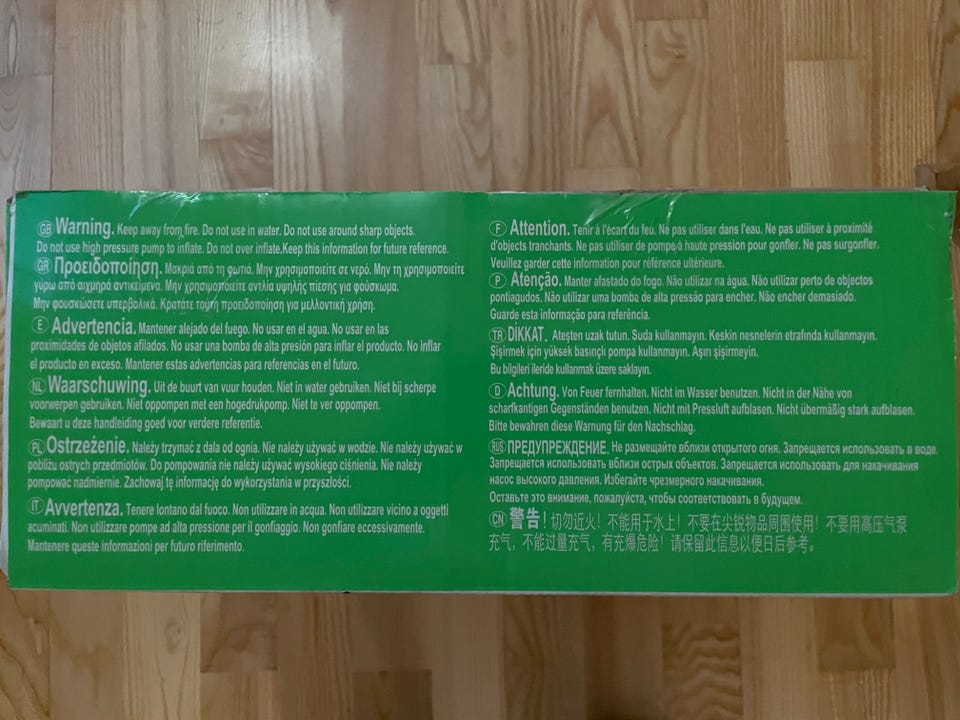 GB Warning. Keep away from fire. Do not use in water. Do not use around sharp objects.
Do not use high pressure pump to inflate. Do not over inflate.Keep this information for future reference.
GR Προειδοποίηση. Μακριά από τη φωτιά. Μην χρησιμοποιείτε σε νερό. Μην τη χρησιμοποιείτε
γύρω από αιχμηρά αντικείμενα. Μην χρησιμοποιείτε αντλία υψηλής πίεσης για φούσκωμα.
Μην φουσκώσετε υπερβολικά. Κρατάτε τούτη προειδοποίηση για μελλοντική χρήση.
E Advertencia. Mantener alejado del fuego. No usar en el agua. No usar en las
proximidades de objetos afilados. No usar una bomba de alta presión para inflar el producto. No inflar
el producto en exceso. Mantener estas advertencias para referencias en el futuro.
NL Waarschuwing. Uit de buurt van vuur houden. Niet in water gebruiken. Niet bij scherpe
voorwerpen gebruiken. Niet oppompen met een hogedrukpomp. Niet te ver oppompen.
Bewaart u deze handleiding goed voor verdere referentie.
PL Ostrzeżenie. Należy trzymać z dala od ognia. Nie należy używać w wodzie. Nie należy używać w
pobliżu ostrych przedmiotów. Do pompowania nie należy używać wysokiego ciśnienia. Nie należy
pompować nadmiernie. Zachowaj tę informację do wykorzystania w przyszłości.
IT Avvertenza. Tenere lontano dal fuoco. Non utilizzare in acqua. Non utilizzare vicino a oggetti
acuminati. Non utilizzare pompe ad alta pressione per il gonfiaggio. Non gonfiare eccessivamente.
Mantenere queste informazioni per futuro riferimento.
F Attention. Tenir à l'écart du feu. Ne pas utiliser dans l'eau. Ne pas utiliser à proximité
d'objects tranchants. Ne pas utiliser de pompe à haute pression pour gonfler. Ne pas surgonfler.
Veuillez garder cette information pour référence ultérieure.
P Atenção. Manter afastado do fogo. Não utilizar na água. Não utilizar perto de objectos
pontiagudos. Não utilizar uma bomba de alta pressão para encher. Não encher demasiado.
Guarde esta informação para referência.
TR DİKKAT. Ateşten uzak tutun. Suda kullanmayın. Keskin nesnelerin etrafında kullanmayın.
Şişirmek için yüksek basınçlı pompa kullanmayın. Aşırı şişirmeyin.
Bu bilgileri ileride kullanmak üzere saklayın.
D Achtung. Von Feuer fernhalten. Nicht im Wasser benutzen. Nicht in der Nähe von
scharfkantigen Gegenständen benutzen. Nicht mit Pressluft aufblasen. Nicht übermäßig stark aufblasen.
Bitte bewahren diese Warnung für den Nachschlag.
RUS ПРЕДУПРЕЖДЕНИЕ. Не размещайте вблизи открытого огня. Запрещается использовать в воде.
Запрещается использовать вблизи острых объектов. Запрещается использовать для накачивания
насос высокого давления. Избегайте чрезмерного накачивания.
Оставьте это внимание, пожалуйста, чтобы соответствовать в будущем.
CN 警告！切勿近火！不能用于水上！不要在尖锐物品周围使用！不要用高压气泵
充气，不能过量充气，有充爆危险！请保留此信息以便日后参考。